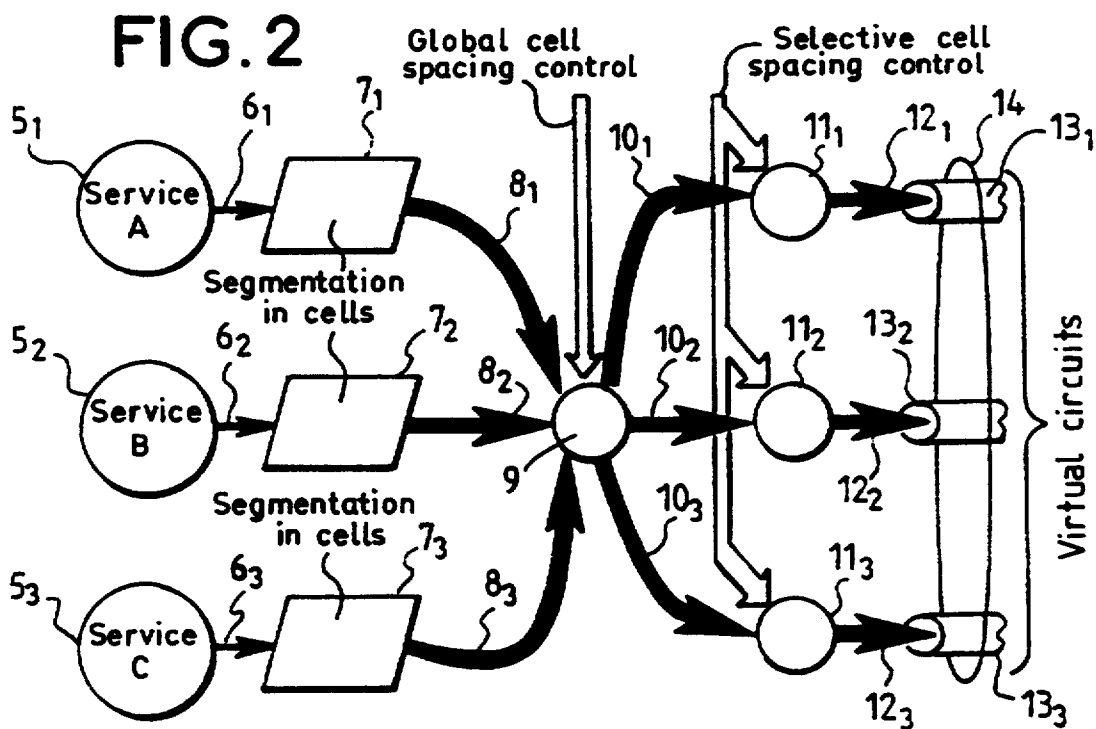 FIG. 2
Global cell
spacing control
Selective cell
spacing control
5₁
6₁
7₁
8₁
10₁
11₁
12₁
14
13₁
Service
A
Segmentation
in cells
5₂
6₂
7₂
8₂
9
10₂
11₂
12₂
13₂
Service
B
Segmentation
in cells
5₃
6₃
7₃
8₃
10₃
11₃
12₃
13₃
Service
C
Virtual circuits